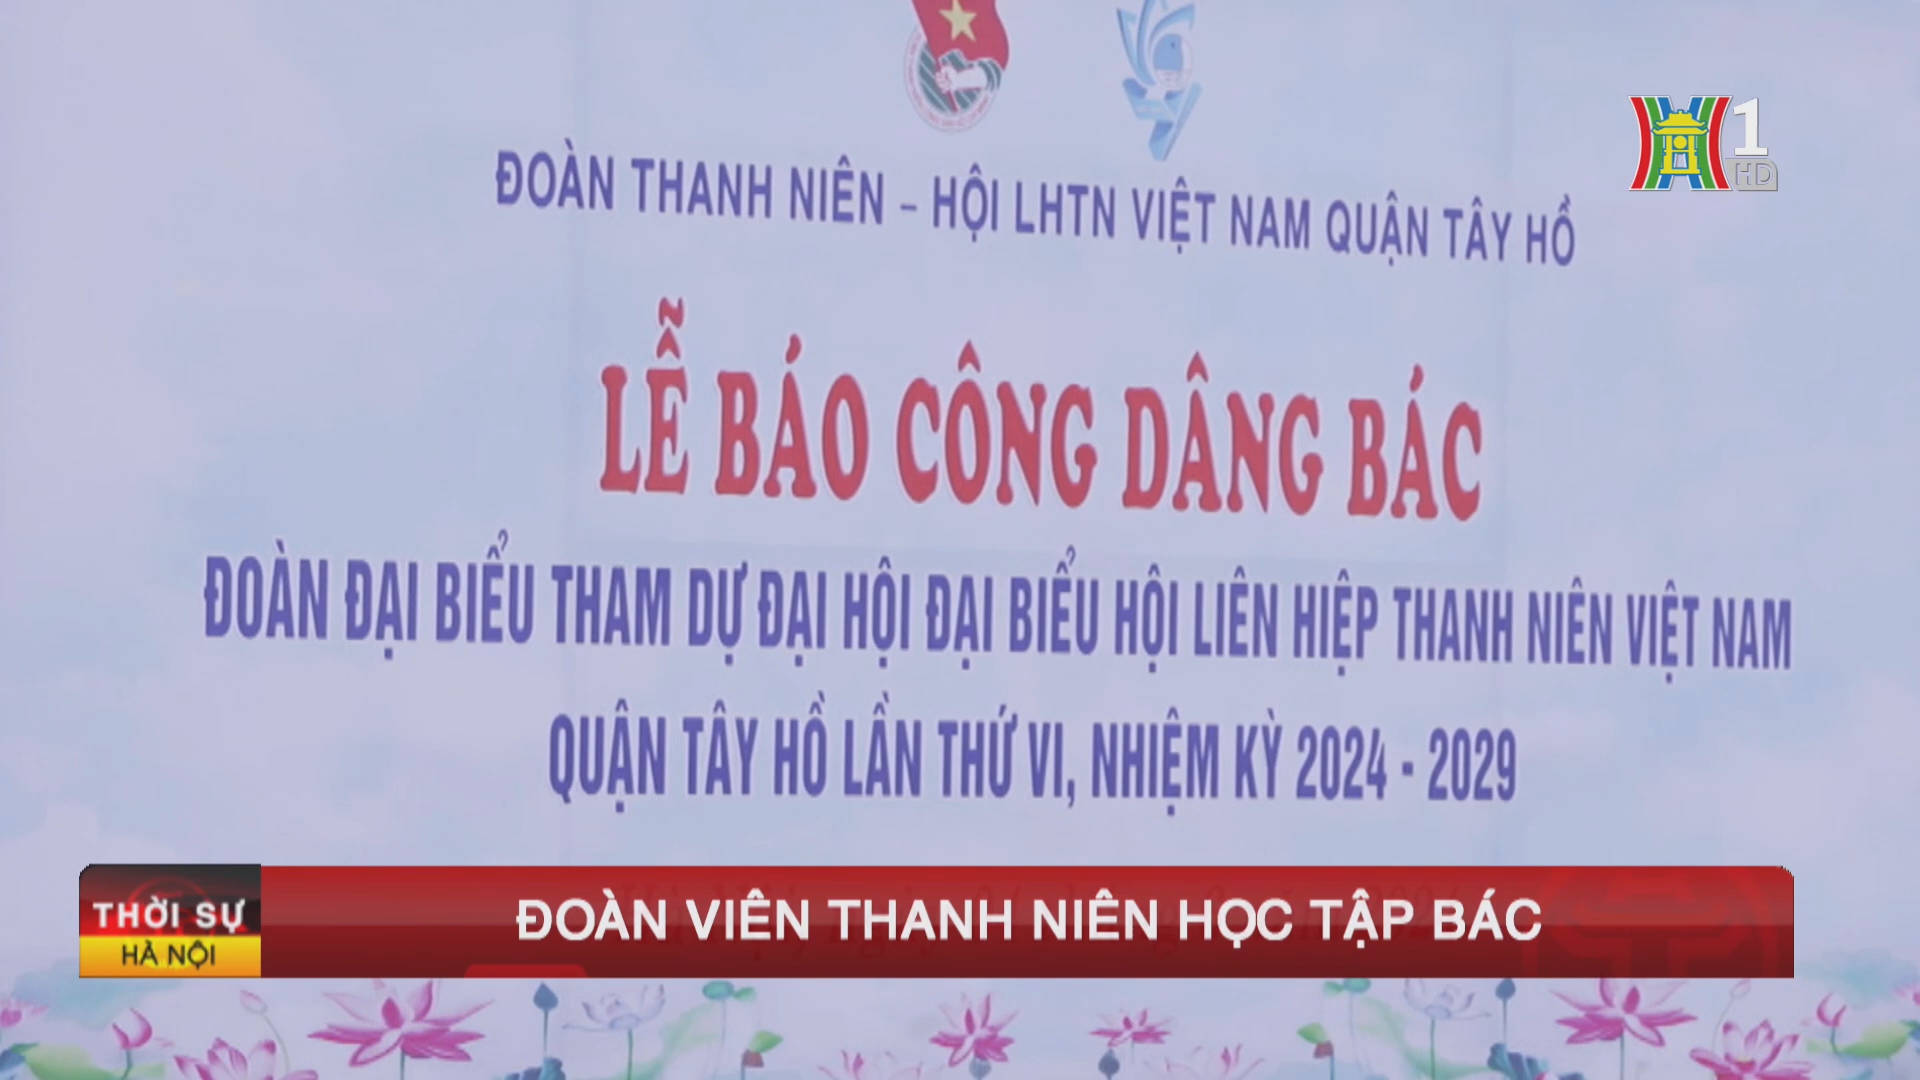 ĐOÀN THANH NIÊN – HỘI LHTN VIỆT NAM QUẬN TÂY HỒ
1
HD
LỄ BÁO CÔNG DÂNG BÁC
ĐOÀN ĐẠI BIỂU THAM DỰ ĐẠI HỘI ĐẠI BIỂU HỘI LIÊN HIỆP THANH NIÊN VIỆT NAM
QUẬN TÂY HỒ LẦN THỨ VI, NHIỆM KỲ 2024 - 2029
THỜI SỰ
HÀ NỘI
ĐOÀN VIÊN THANH NIÊN HỌC TẬP BÁC